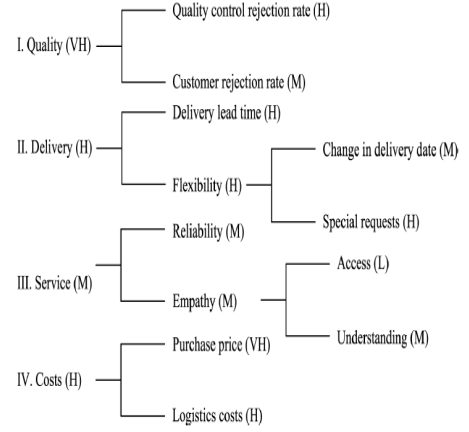 Quality control rejection rate (H)
I. Quality (VH)
Customer rejection rate (M)
Delivery lead time (H)
II. Delivery (H)
Change in delivery date (M)
Flexibility (H)
Special requests (H)
Reliability (M)
Access (L)
III. Service (M)
Empathy (M)
Understanding (M)
Purchase price (VH)
IV. Costs (H)
Logistics costs (H)